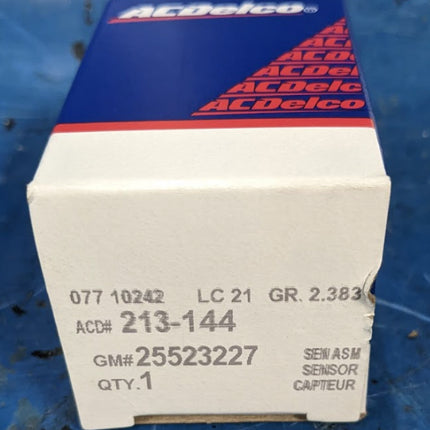 ACDelco®
ACDelco
ACDelco
077 10242 LC 21 GR. 2.383
ACD# 213-144
GM# 25523227
QTY. 1
SEN ASM
SENSOR
CAPTEUR